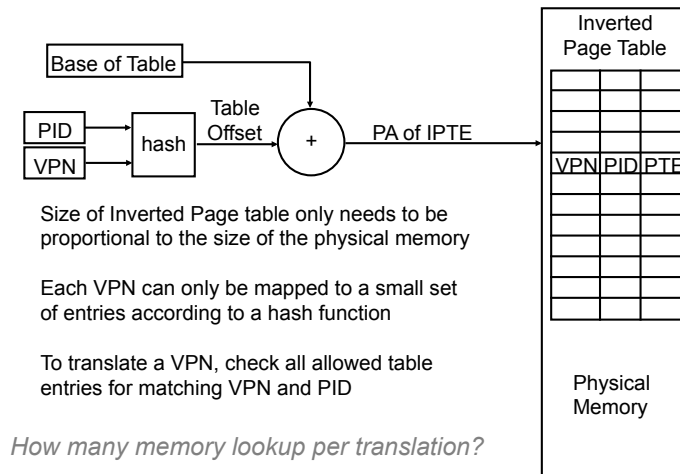 Inverted
Page Table
Base of Table
Table
Offset
PID
hash
+
PA of IPTE
VPN
VPN PID PTE
Size of Inverted Page table only needs to be
proportional to the size of the physical memory
Each VPN can only be mapped to a small set
of entries according to a hash function
To translate a VPN, check all allowed table
entries for matching VPN and PID
Physical
Memory
How many memory lookup per translation?